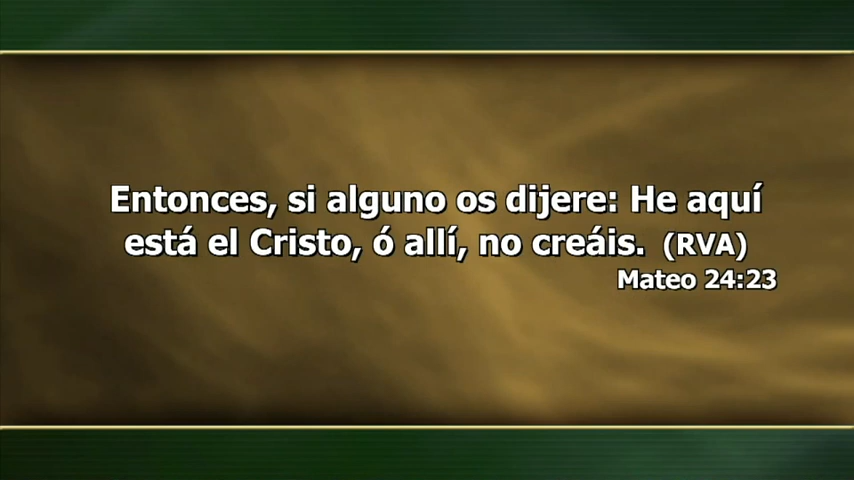 Entonces, si alguno os dijere: He aquí
está el Cristo, ó allí, no creáis. (RVA)
Mateo 24:23